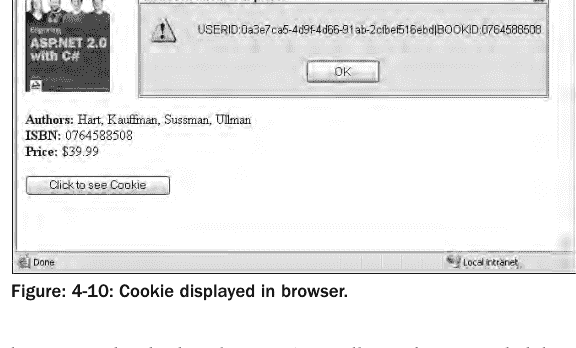 USERID:0a3e7ca5-4d9f-4d66-91ab-2cfbef516ebd|BOOKID:0764588508
Beginning
ASP.NET 2.0
with C#
OK
Authors: Hart, Kauffman, Sussman, Ullman
ISBN: 0764588508
Price: $39.99
Click to see Cookie
Done
Local intranet
Figure: 4-10: Cookie displayed in browser.